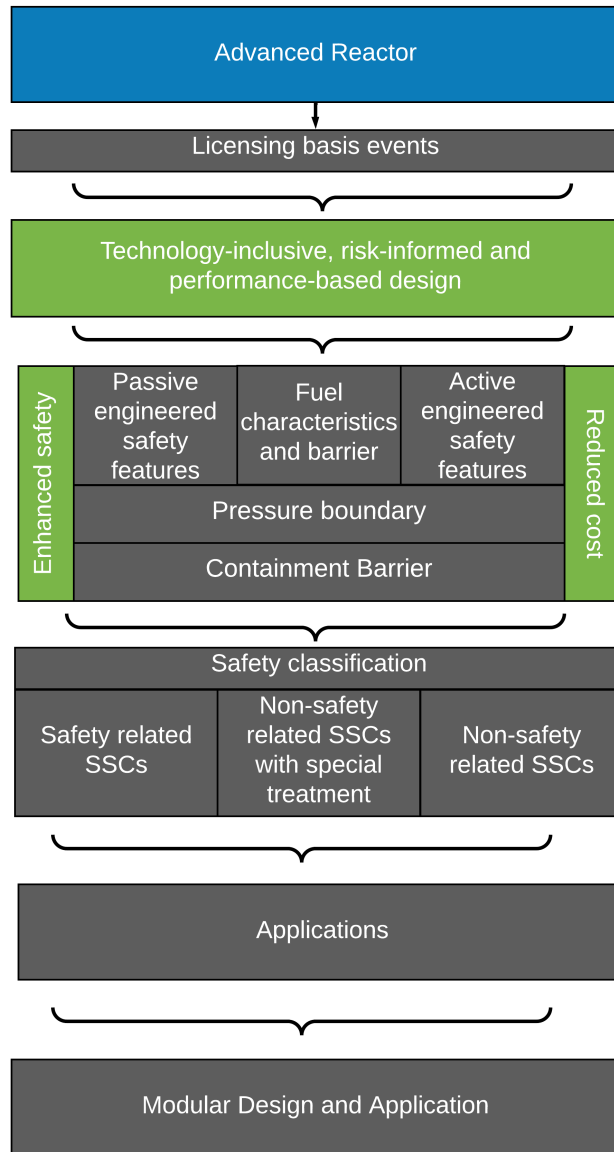 Advanced Reactor
Licensing basis events
Technology-inclusive, risk-informed and
performance-based design
Enhanced safety
Passive
engineered
safety
features
Fuel
characteristics
and barrier
Active
engineered
safety
features
Reduced cost
Pressure boundary
Containment Barrier
Safety classification
Safety related
SSCs
Non-safety
related SSCs
with special
treatment
Non-safety
related SSCs
Applications
Modular Design and Application